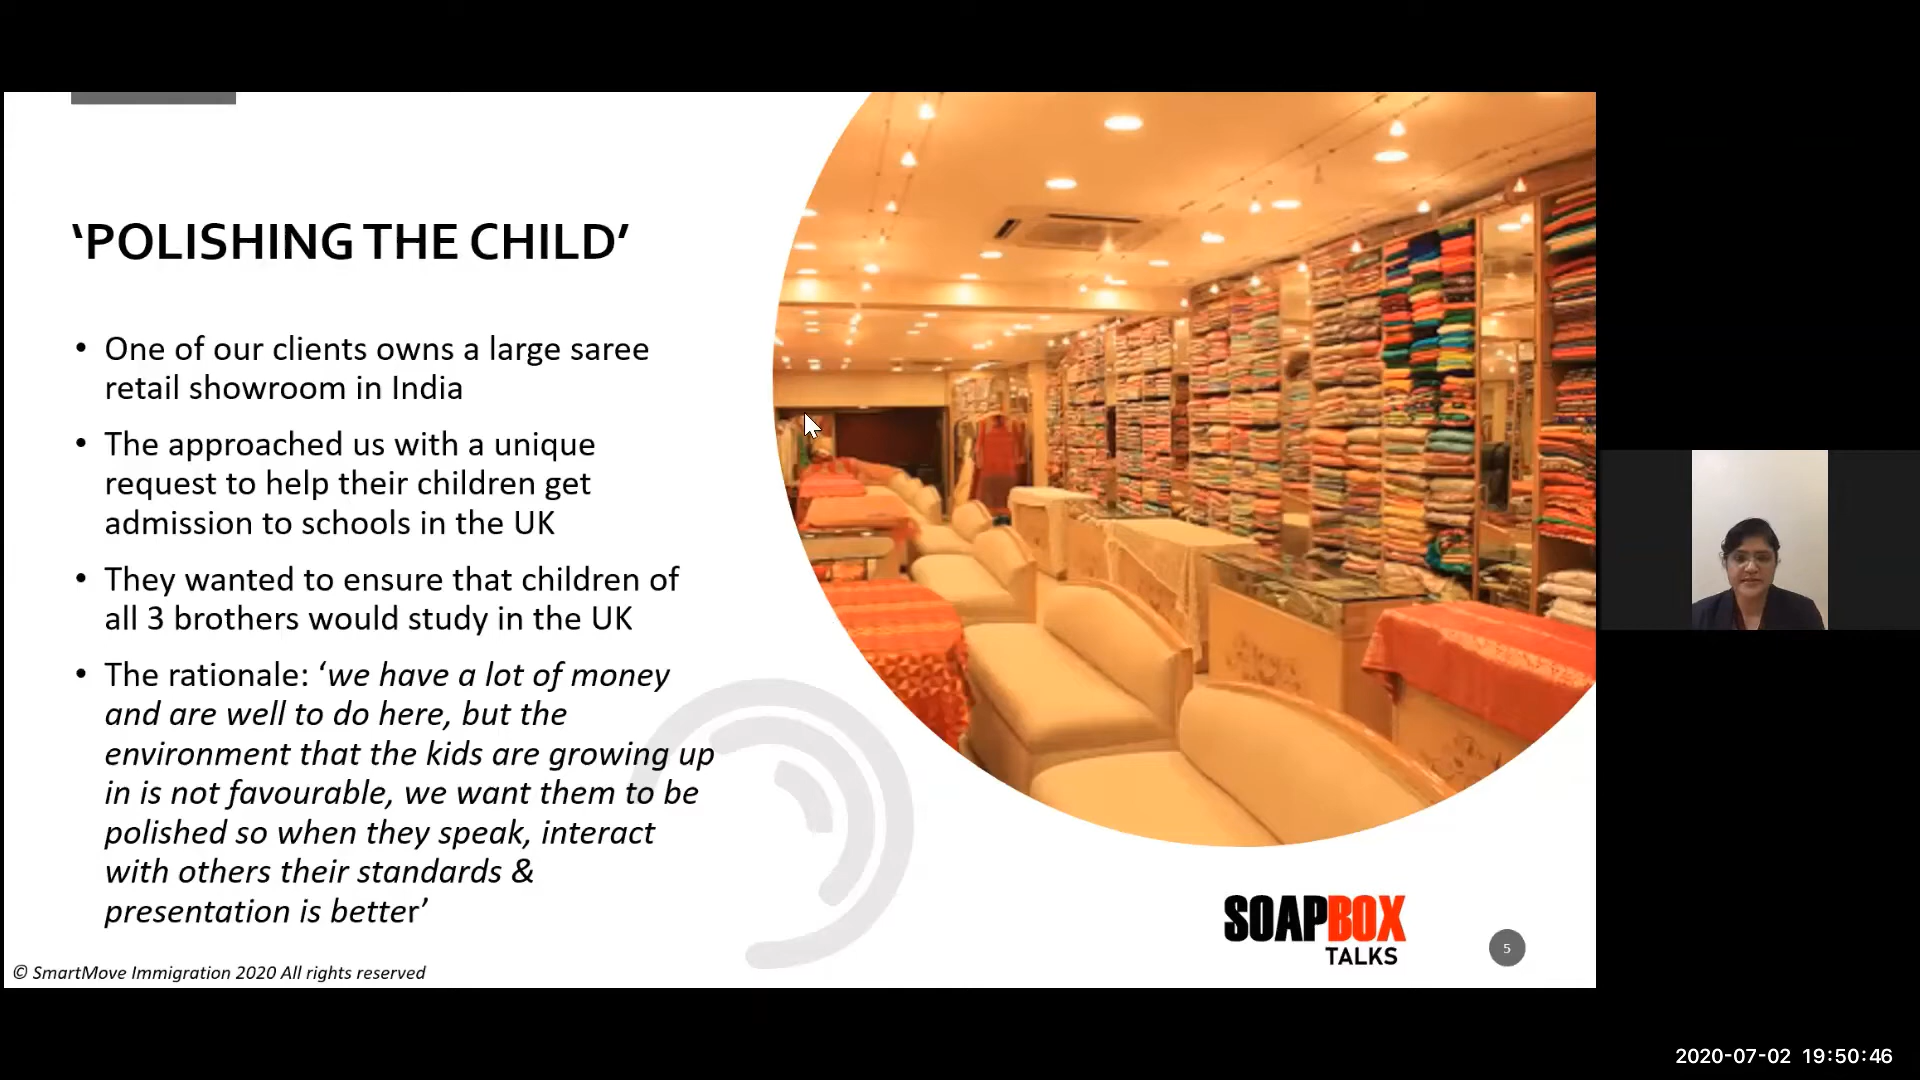 ‘POLISHING THE CHILD’
• One of our clients owns a large saree
retail showroom in India
• The approached us with a unique
request to help their children get
admission to schools in the UK
• They wanted to ensure that children of
all 3 brothers would study in the UK
• The rationale: ‘we have a lot of money
and are well to do here, but the
environment that the kids are growing up
in is not favourable, we want them to be
polished so when they speak, interact
with others their standards &
presentation is better’
SOAPBOX
TALKS
5
© SmartMove Immigration 2020 All rights reserved
2020-07-02 19:50:46